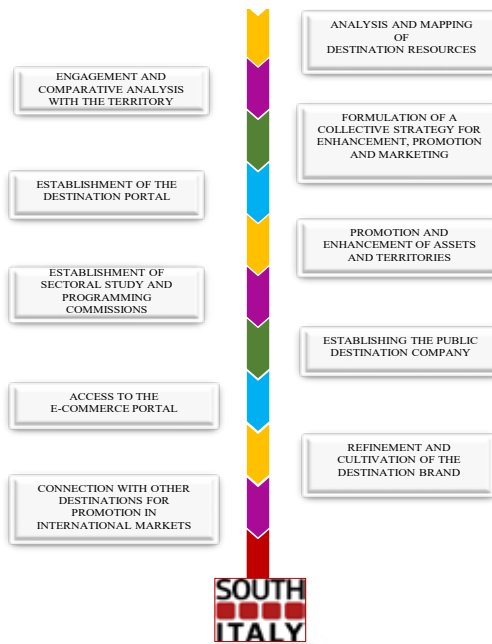 ANALYSIS AND MAPPING
OF
DESTINATION RESOURCES
ENGAGEMENT AND
COMPARATIVE ANALYSIS
WITH THE TERRITORY
FORMULATION OF A
COLLECTIVE STRATEGY FOR
ENHANCEMENT, PROMOTION
AND MARKETING
ESTABLISHMENT OF THE
DESTINATION PORTAL
PROMOTION AND
ENHANCEMENT OF ASSETS
AND TERRITORIES
ESTABLISHMENT OF
SECTORAL STUDY AND
PROGRAMMING
COMMISSIONS
ESTABLISHING THE PUBLIC
DESTINATION COMPANY
ACCESS TO THE
E-COMMERCE PORTAL
REFINEMENT AND
CULTIVATION OF THE
DESTINATION BRAND
CONNECTION WITH OTHER
DESTINATIONS FOR
PROMOTION IN
INTERNATIONAL MARKETS
SOUTH
ITALY